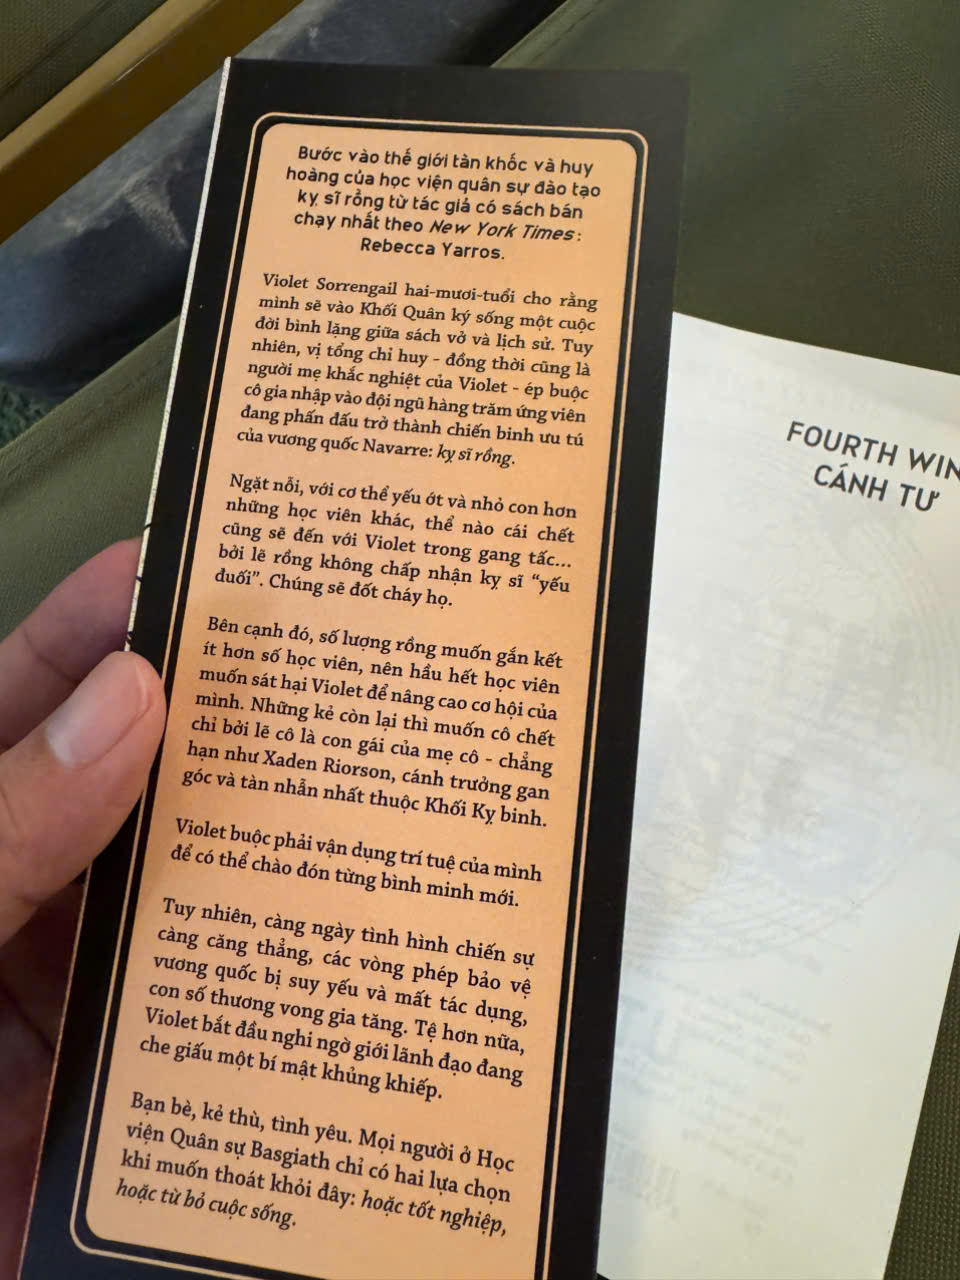 Bước vào thế giới tàn khốc và huy
hoàng của học viện quân sự đào tạo
kỵ sĩ rồng từ tác giả có sách bán
chạy nhất theo New York Times:
Rebecca Yarros.
Violet Sorrengail hai-mươi-tuổi cho rằng
mình sẽ vào Khối Quân ký sống một cuộc
đời bình lặng giữa sách vở và lịch sử. Tuy
nhiên, vị tổng chỉ huy - đồng thời cũng là
người mẹ khắc nghiệt của Violet - ép buộc
cô gia nhập vào đội ngũ hàng trăm ứng viên
đang phấn đấu trở thành chiến binh ưu tú
của vương quốc Navarre: kỵ sĩ rồng.
Ngặt nỗi, với cơ thể yếu ớt và nhỏ con hơn
những học viên khác, thể nào cái chết
cũng sẽ đến với Violet trong gang tấc...
bởi lẽ rồng không chấp nhận kỵ sĩ “yếu
đuối”. Chúng sẽ đốt cháy họ.
Bên cạnh đó, số lượng rồng muốn gắn kết
ít hơn số học viên, nên hầu hết học viên
muốn sát hại Violet để nâng cao cơ hội của
mình. Những kẻ còn lại thì muốn cô chết
chỉ bởi lẽ cô là con gái của mẹ cô - chẳng
hạn như Xaden Riorson, cánh trưởng gan
góc và tàn nhẫn nhất thuộc Khối Kỵ binh.
Violet buộc phải vận dụng trí tuệ của mình
để có thể chào đón từng bình minh mới.
Tuy nhiên, càng ngày tình hình chiến sự
càng căng thẳng, các vòng phép bảo vệ
vương quốc bị suy yếu và mất tác dụng,
con số thương vong gia tăng. Tệ hơn nữa,
Violet bắt đầu nghi ngờ giới lãnh đạo đang
che giấu một bí mật khủng khiếp.
Bạn bè, kẻ thù, tình yêu. Mọi người ở Học
viện Quân sự Basgiath chỉ có hai lựa chọn
khi muốn thoát khỏi đây: hoặc tốt nghiệp,
hoặc từ bỏ cuộc sống.
FOURTH WIN
CÁNH TƯ